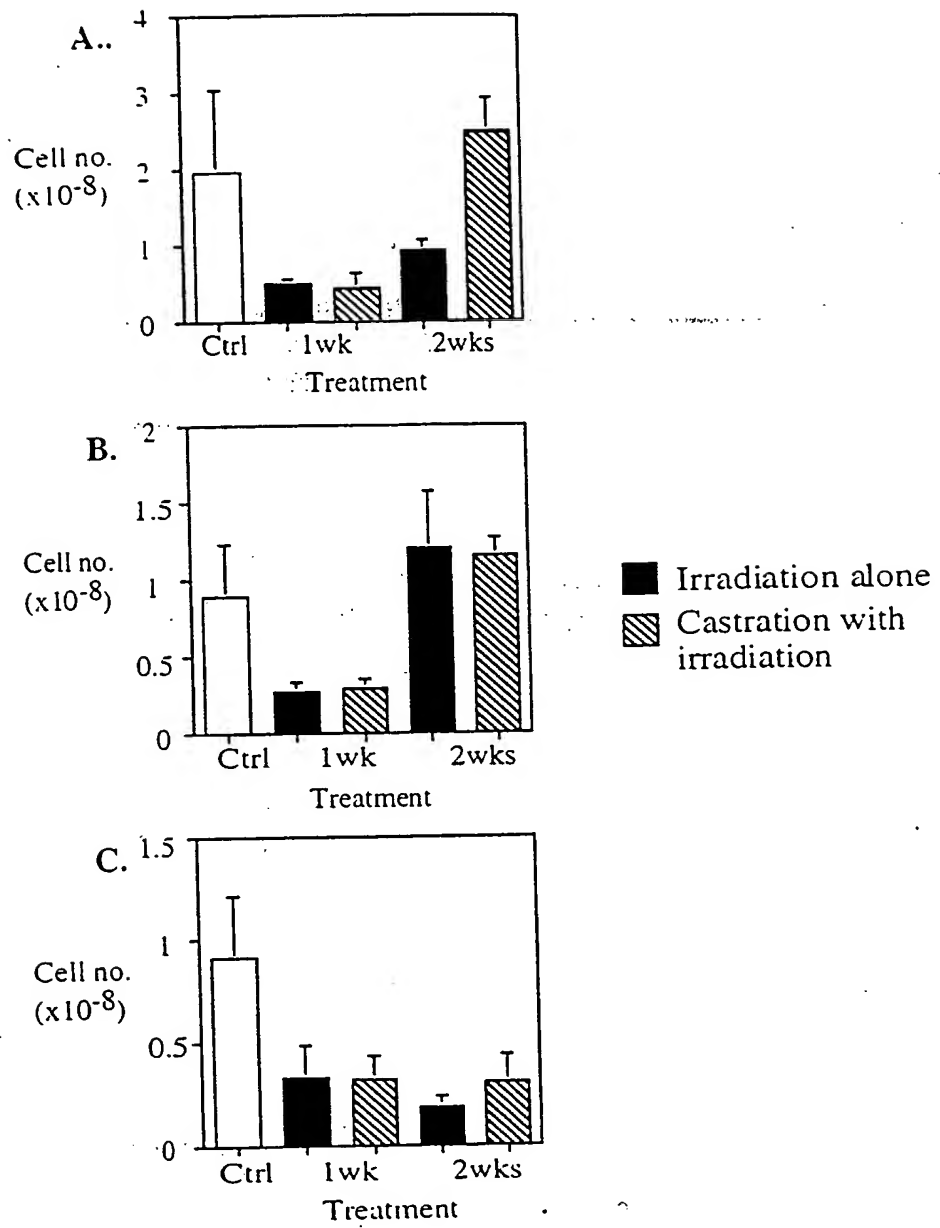 A..
4
3
2
1
0
Cell no.
(x10-8)
Ctrl 1wk 2wks
Treatment
B.
2
1.5
1
0.5
0
Cell no.
(x10-8)
Ctrl 1wk 2wks
Treatment
Irradiation alone
Castration with
irradiation
C.
1.5
1
0.5
0
Cell no.
(x10-8)
Ctrl 1wk 2wks
Treatment